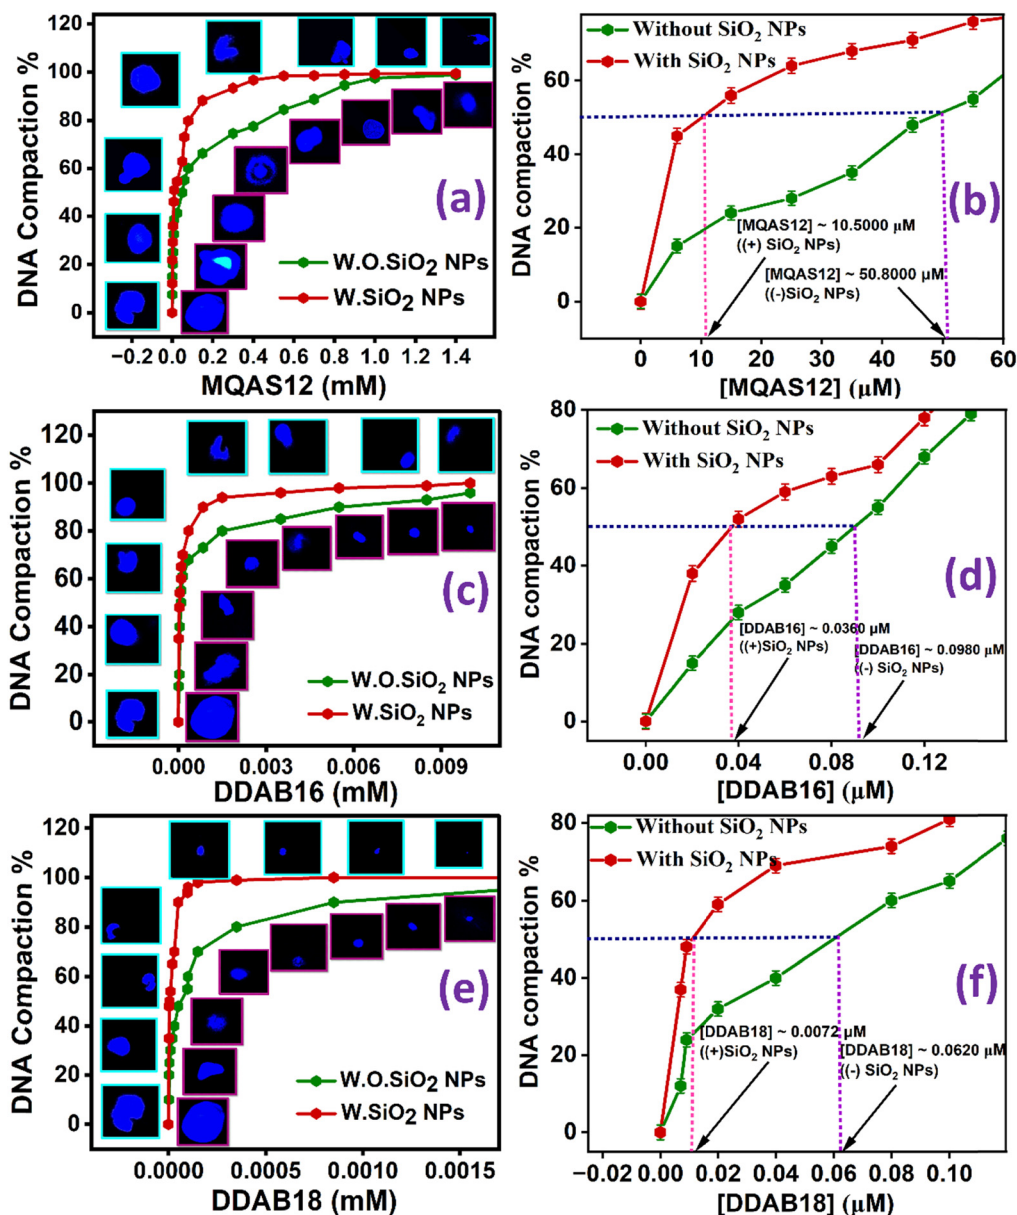 DNA Compaction %
120
100
80
60
40
20
0
(a)
W.O.SiO₂ NPs
W.SiO₂ NPs
−0.2 0.0 0.2 0.4 0.6 0.8 1.0 1.2 1.4
MQAS12 (mM)
DNA compaction %
60
40
20
0
Without SiO₂ NPs
With SiO₂ NPs
(b)
[MQAS12] ~ 10.5000 µM
((+) SiO₂ NPs)
[MQAS12] ~ 50.8000 µM
((-)SiO₂ NPs)
0 10 20 30 40 50 60
[MQAS12] (µM)
DNA Compaction %
120
100
80
60
40
20
0
(c)
W.O.SiO₂ NPs
W.SiO₂ NPs
0.000 0.003 0.006 0.009
DDAB16 (mM)
DNA compaction %
80
60
40
20
0
Without SiO₂ NPs
With SiO₂ NPs
(d)
[DDAB16] ~ 0.0360 µM
((+)SiO₂ NPs)
[DDAB16] ~ 0.0980 µM
((-) SiO₂ NPs)
0.00 0.04 0.08 0.12
[DDAB16] (µM)
DNA Compaction %
120
100
80
60
40
20
0
(e)
W.O.SiO₂ NPs
W.SiO₂ NPs
0.0000 0.0005 0.0010 0.0015
DDAB18 (mM)
DNA compaction %
80
60
40
20
0
Without SiO₂ NPs
With SiO₂ NPs
(f)
[DDAB18] ~ 0.0072 µM
((+)SiO₂ NPs)
[DDAB18] ~ 0.0620 µM
((-) SiO₂ NPs)
−0.02 0.00 0.02 0.04 0.06 0.08 0.10
[DDAB18] (µM)